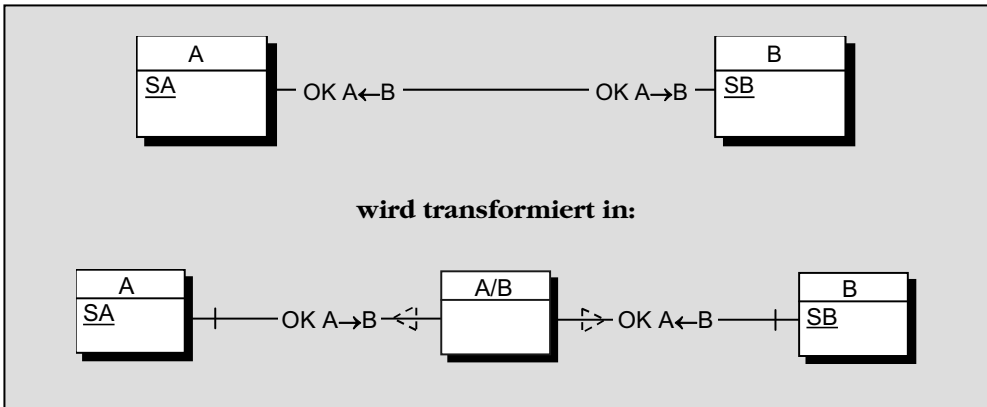 A
B
SA
OK A←B
OK A→B
SB
wird transformiert in:
A
A/B
B
SA
OK A→B
OK A←B
SB